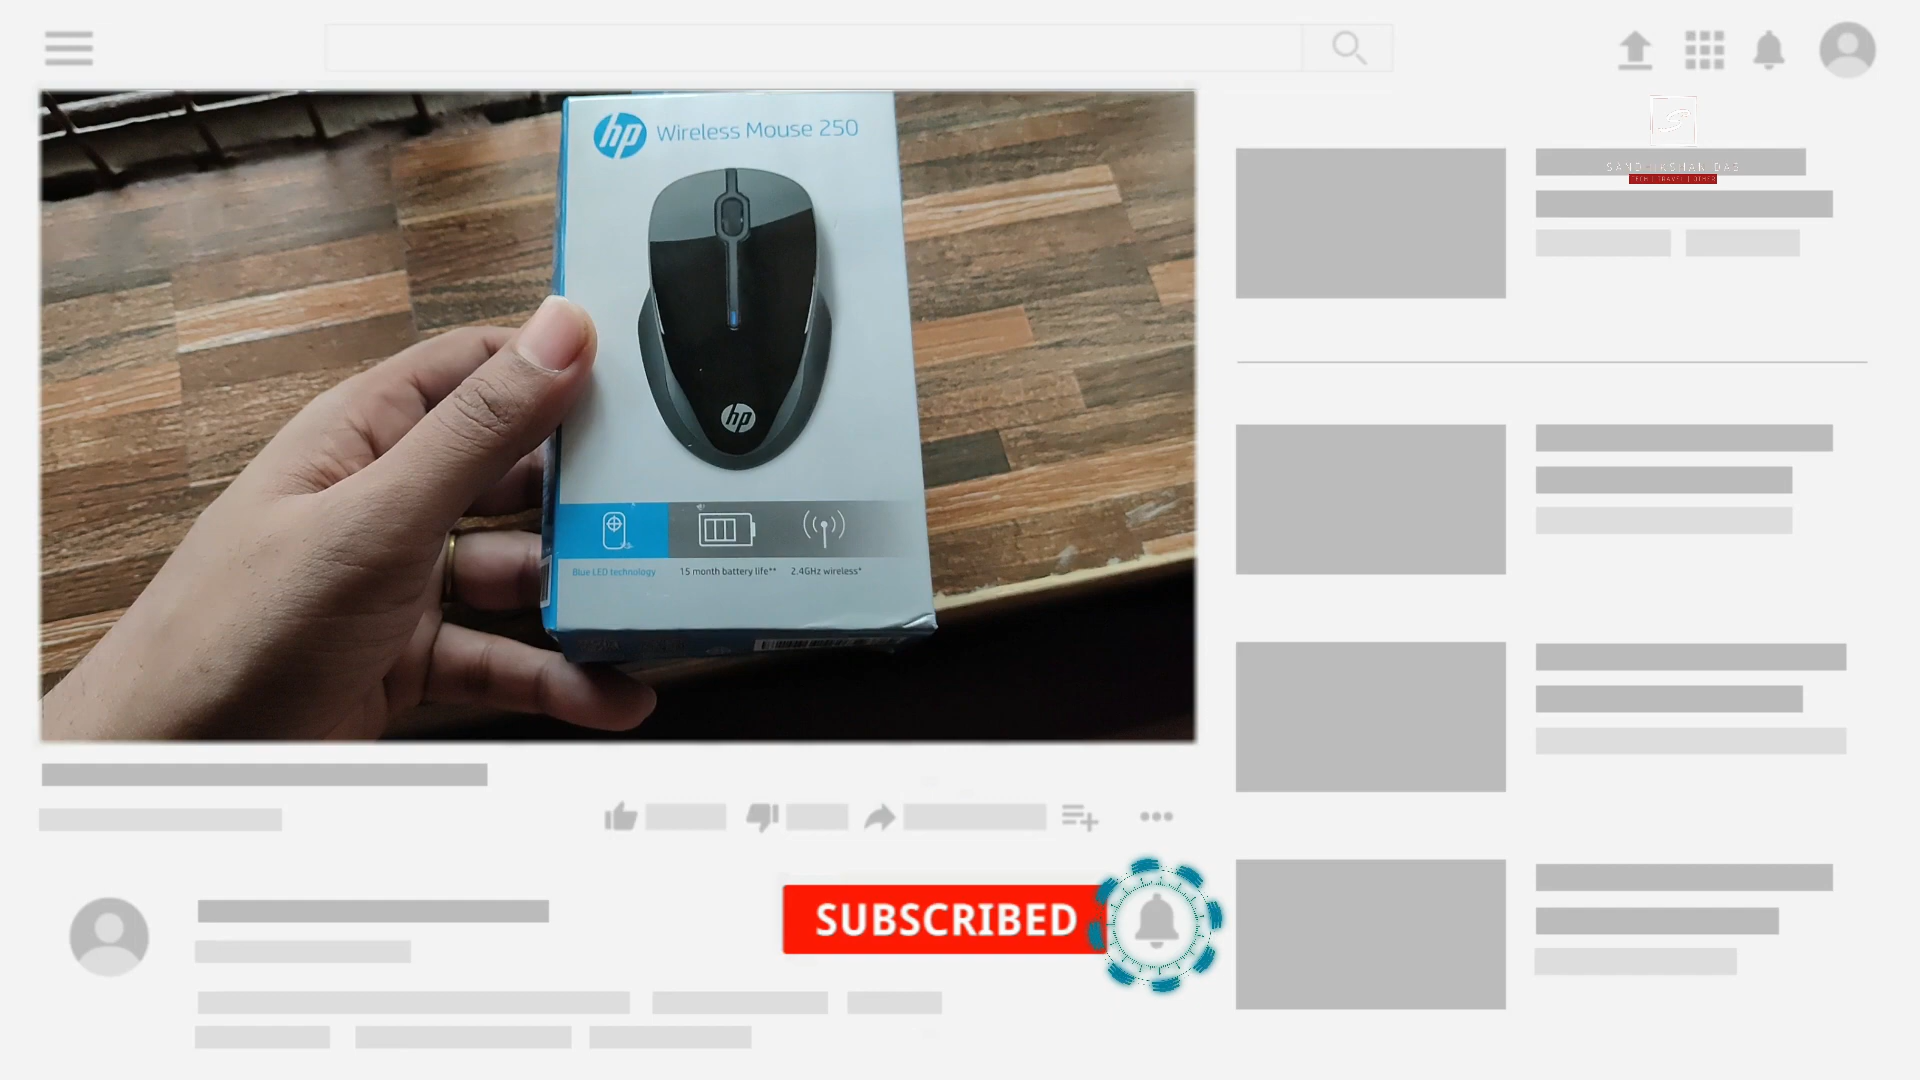 hp Wireless Mouse 250
hp
Blue LED technology 15 month battery life** 2.4GHz wireless*
SUBSCRIBED